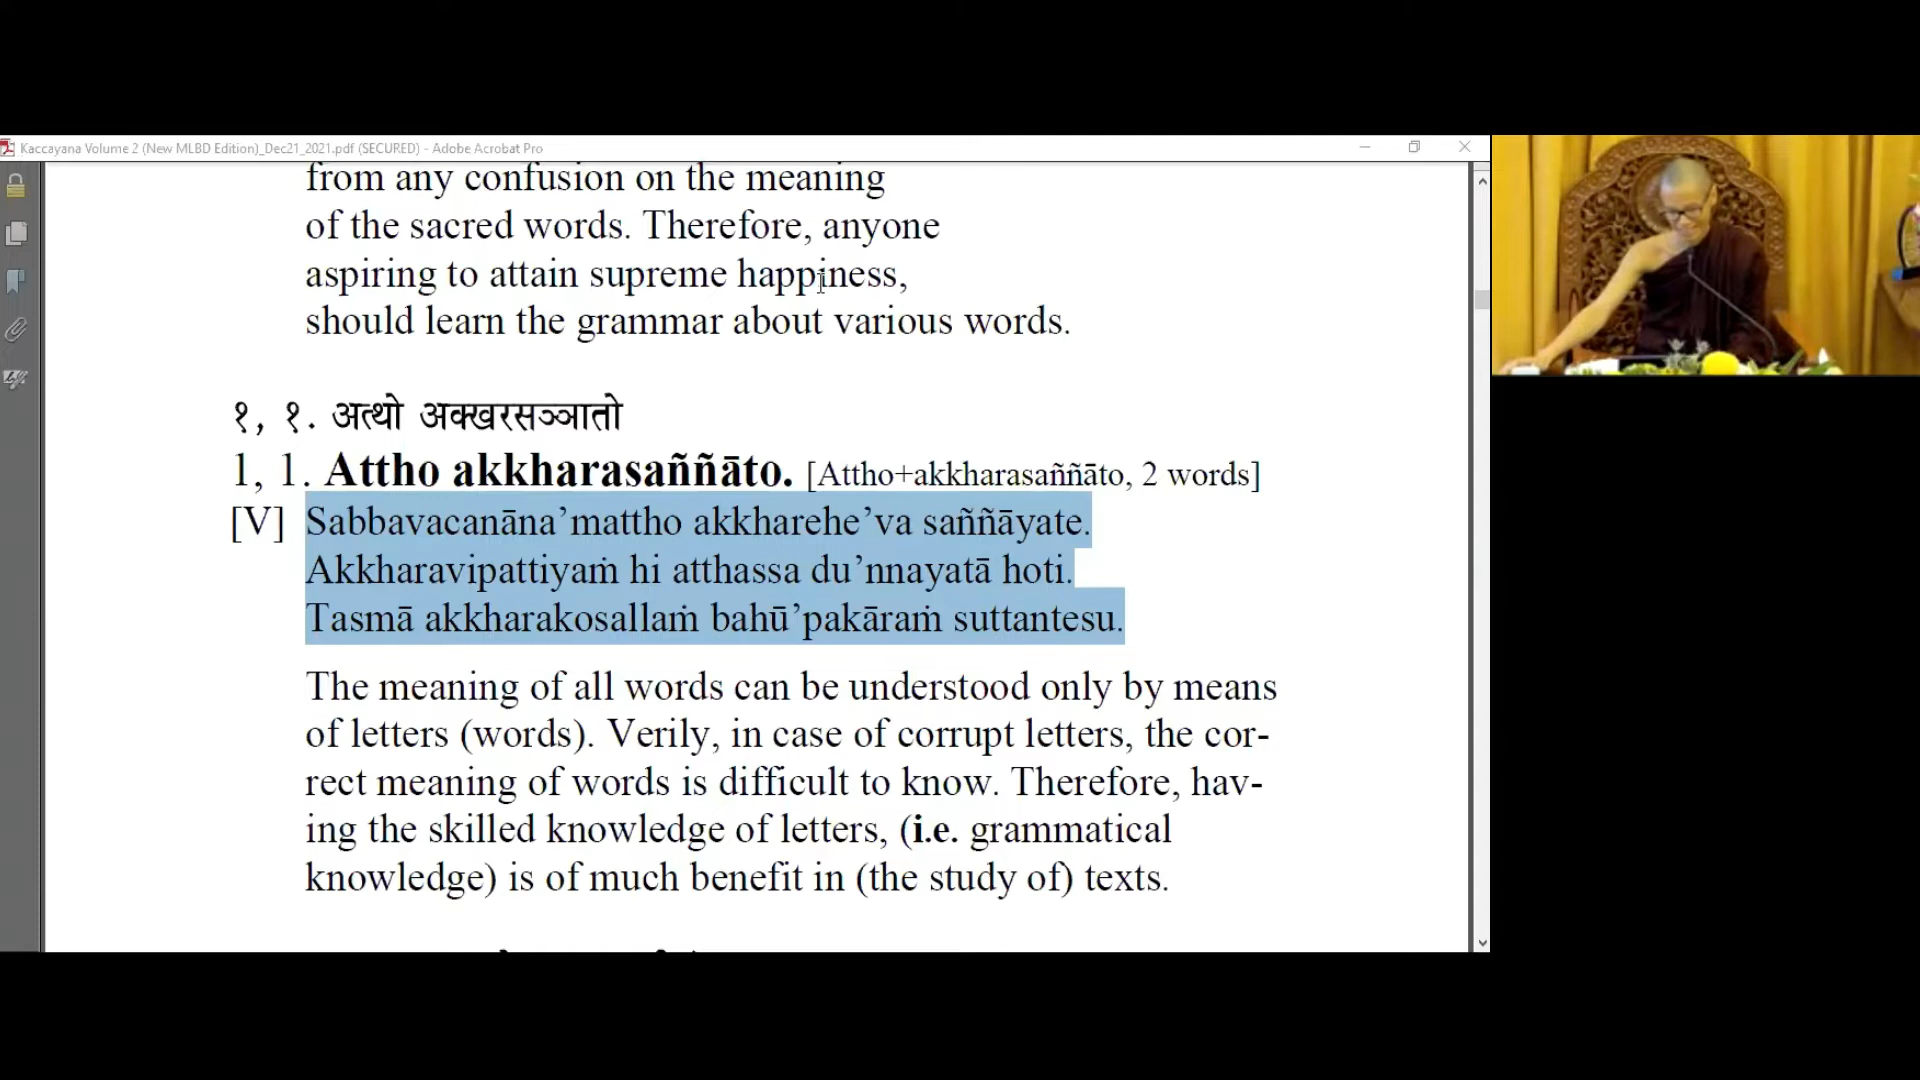 Kaccayana Volume 2 (New MLBD Edition)_Dec21_2021.pdf (SECURED) - Adobe Acrobat Pro
from any confusion on the meaning
of the sacred words. Therefore, anyone
aspiring to attain supreme happiness,
should learn the grammar about various words.
१, १. अत्थो अक्खरसञ्ञातो
1, 1. Attho akkharasaññāto. [Attho+akkharasaññāto, 2 words]
[V] Sabbavacanāna’mattho akkharehe’va saññāyate.
Akkharavipattiyaṁ hi atthassa du’nnayatā hoti.
Tasmā akkharakosallaṁ bahū’pakāraṁ suttantesu.
The meaning of all words can be understood only by means
of letters (words). Verily, in case of corrupt letters, the cor-
rect meaning of words is difficult to know. Therefore, hav-
ing the skilled knowledge of letters, (i.e. grammatical
knowledge) is of much benefit in (the study of) texts.